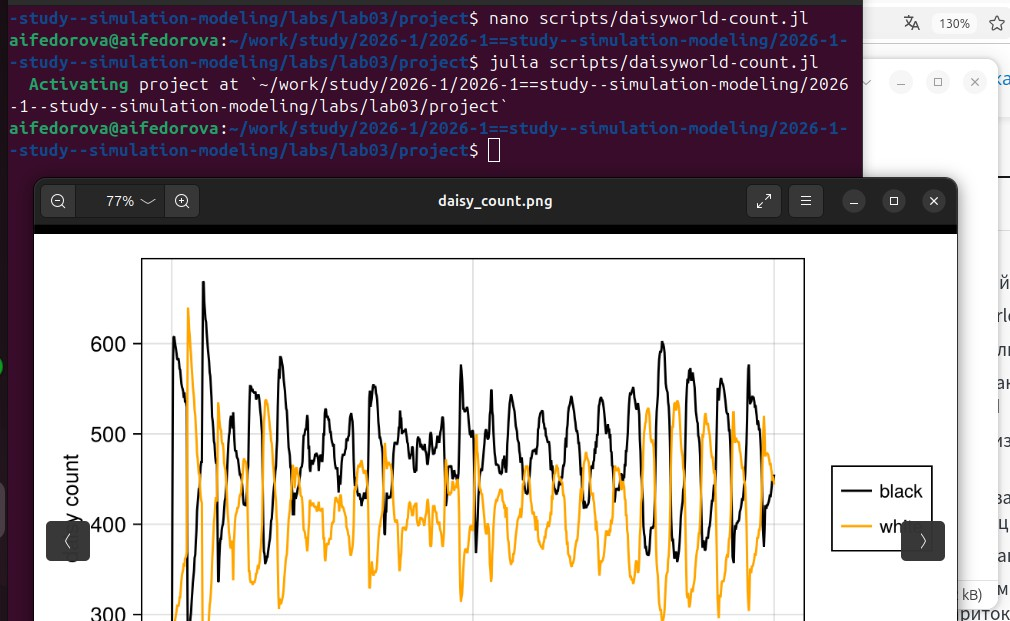 -study--simulation-modeling/labs/lab03/project$ nano scripts/daisyworld-count.jl
aifedorova@aifedorova:~/work/study/2026-1/2026-1==study--simulation-modeling/2026-1-
-study--simulation-modeling/labs/lab03/project$ julia scripts/daisyworld-count.jl
Activating project at `~/work/study/2026-1/2026-1==study--simulation-modeling/2026
-1--study--simulation-modeling/labs/lab03/project`
aifedorova@aifedorova:~/work/study/2026-1/2026-1==study--simulation-modeling/2026-1-
-study--simulation-modeling/labs/lab03/project$
130%
77%
daisy_count.png
600
500
400
300
count
black
kB)